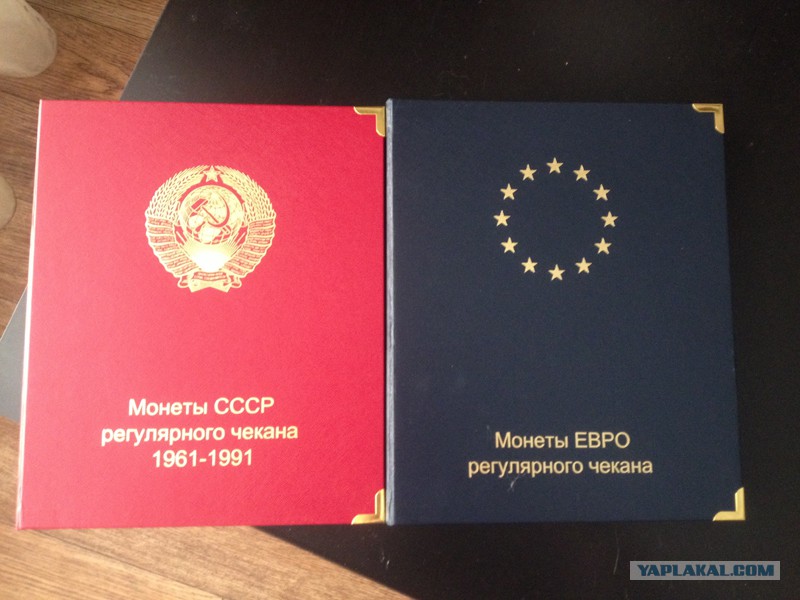 Монеты СССР
регулярного чекана
1961-1991
Монеты ЕВРО
регулярного чекана
YAPLAKAL.COM